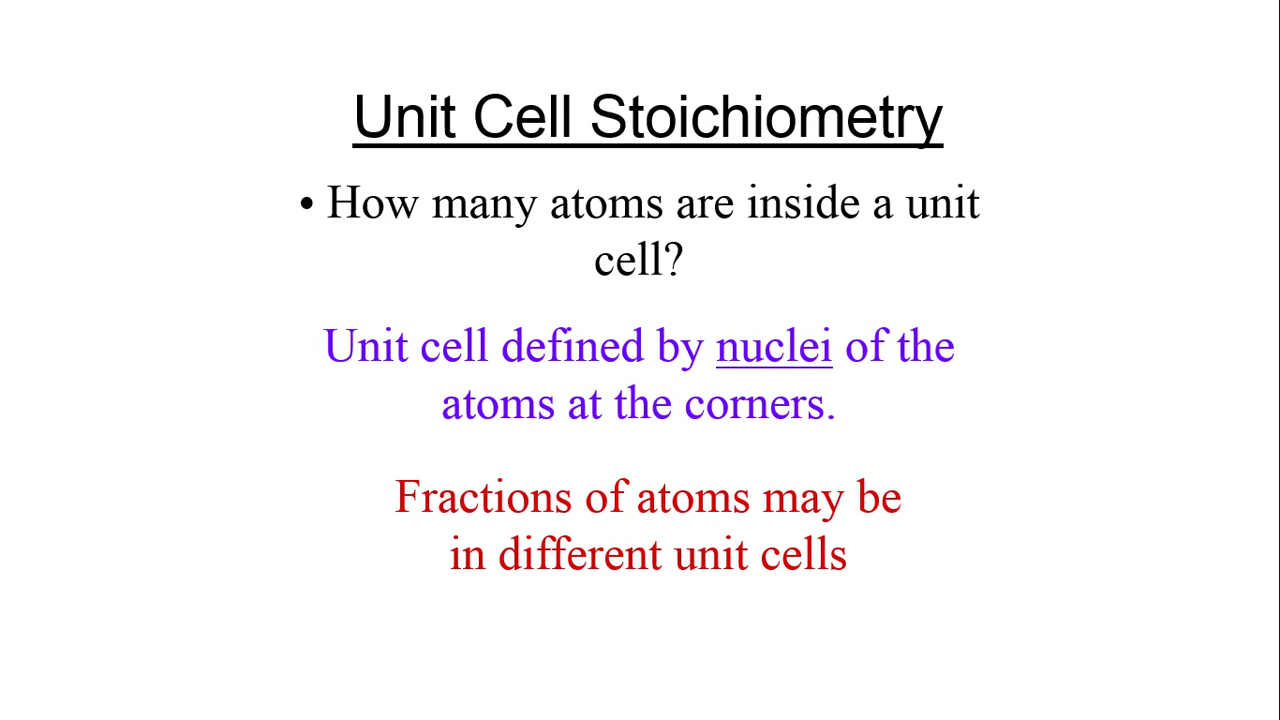 Unit Cell Stoichiometry
• How many atoms are inside a unit
cell?
Unit cell defined by nuclei of the
atoms at the corners.
Fractions of atoms may be
in different unit cells